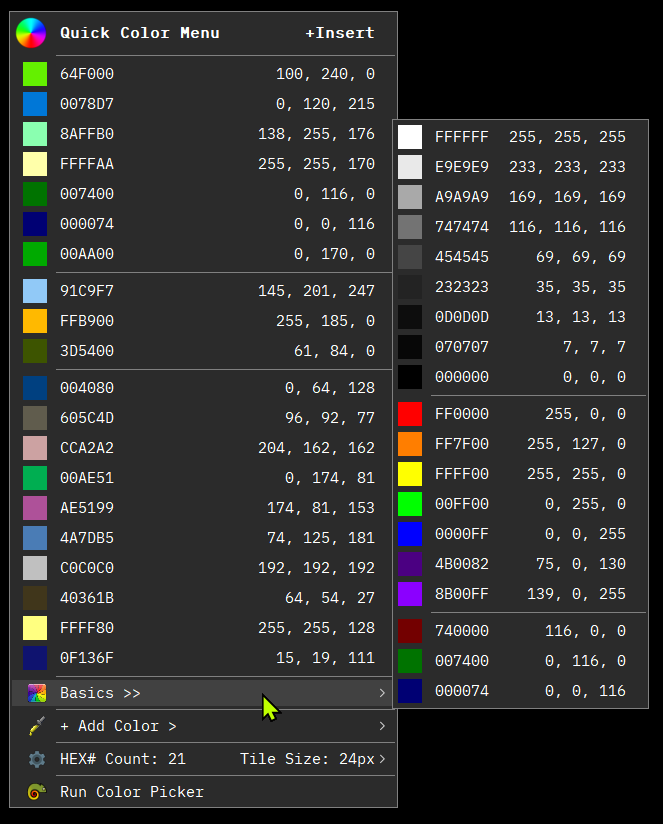 Quick Color Menu +Insert
64F000 100, 240, 0
0078D7 0, 120, 215
8AFFB0 138, 255, 176
FFFFAA 255, 255, 170
007400 0, 116, 0
000074 0, 0, 116
00AA00 0, 170, 0
91C9F7 145, 201, 247
FFB900 255, 185, 0
3D5400 61, 84, 0
004080 0, 64, 128
605C4D 96, 92, 77
CCA2A2 204, 162, 162
00AE51 0, 174, 81
AE5199 174, 81, 153
4A7DB5 74, 125, 181
C0C0C0 192, 192, 192
40361B 64, 54, 27
FFFF80 255, 255, 128
0F136F 15, 19, 111
Basics >>
+ Add Color >
HEX# Count: 21 Tile Size: 24px
Run Color Picker
FFFFFF 255, 255, 255
E9E9E9 233, 233, 233
A9A9A9 169, 169, 169
747474 116, 116, 116
454545 69, 69, 69
232323 35, 35, 35
0D0D0D 13, 13, 13
070707 7, 7, 7
000000 0, 0, 0
FF0000 255, 0, 0
FF7F00 255, 127, 0
FFFF00 255, 255, 0
00FF00 0, 255, 0
0000FF 0, 0, 255
4B0082 75, 0, 130
8B00FF 139, 0, 255
740000 116, 0, 0
007400 0, 116, 0
000074 0, 0, 116